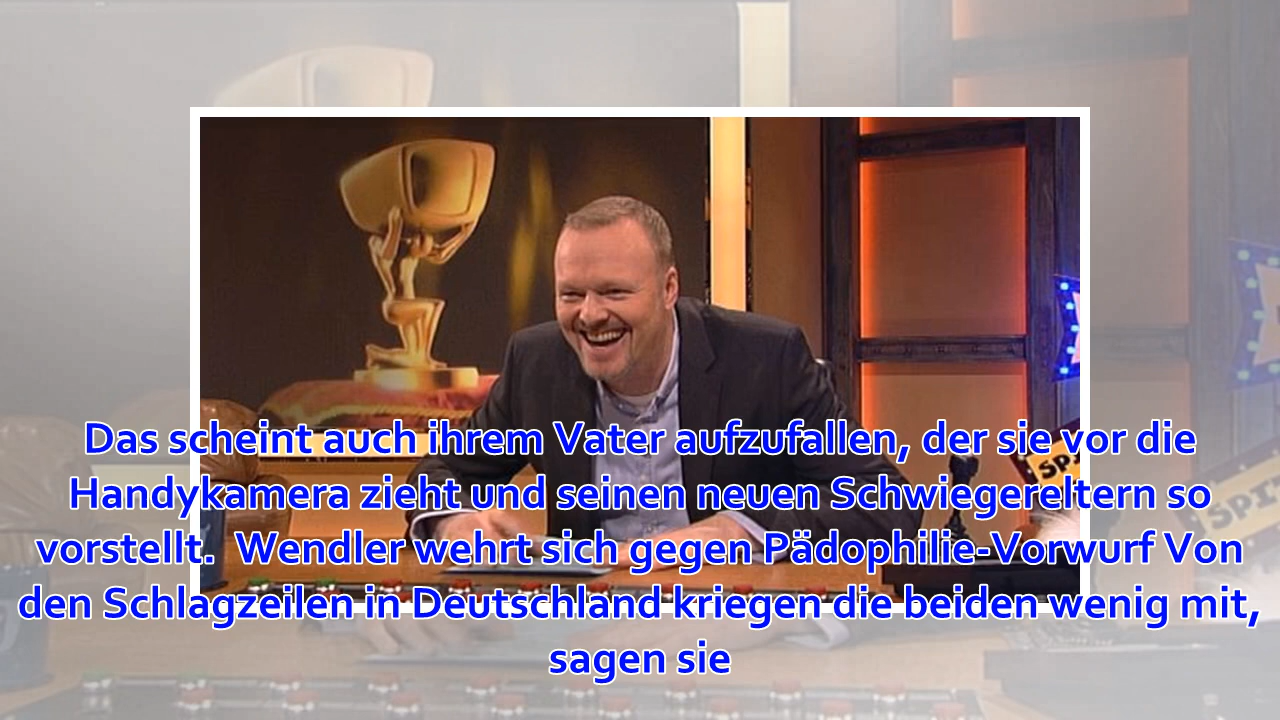 Das scheint auch ihrem Vater aufzufallen, der sie vor die
Handykamera zieht und seinen neuen Schwiegereltern so
vorstellt.  Wendler wehrt sich gegen Pädophilie-Vorwurf Von
den Schlagzeilen in Deutschland kriegen die beiden wenig mit,
sagen sie